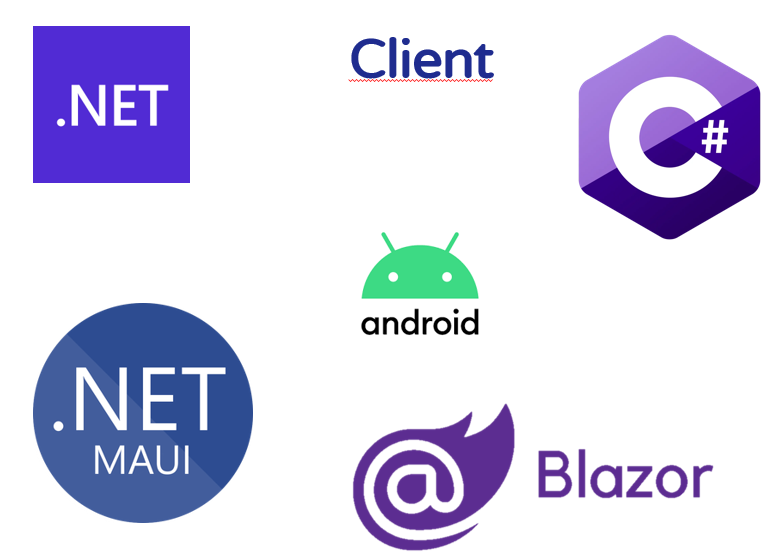 .NET
Client
C#
android
.NET
MAUI
@
Blazor